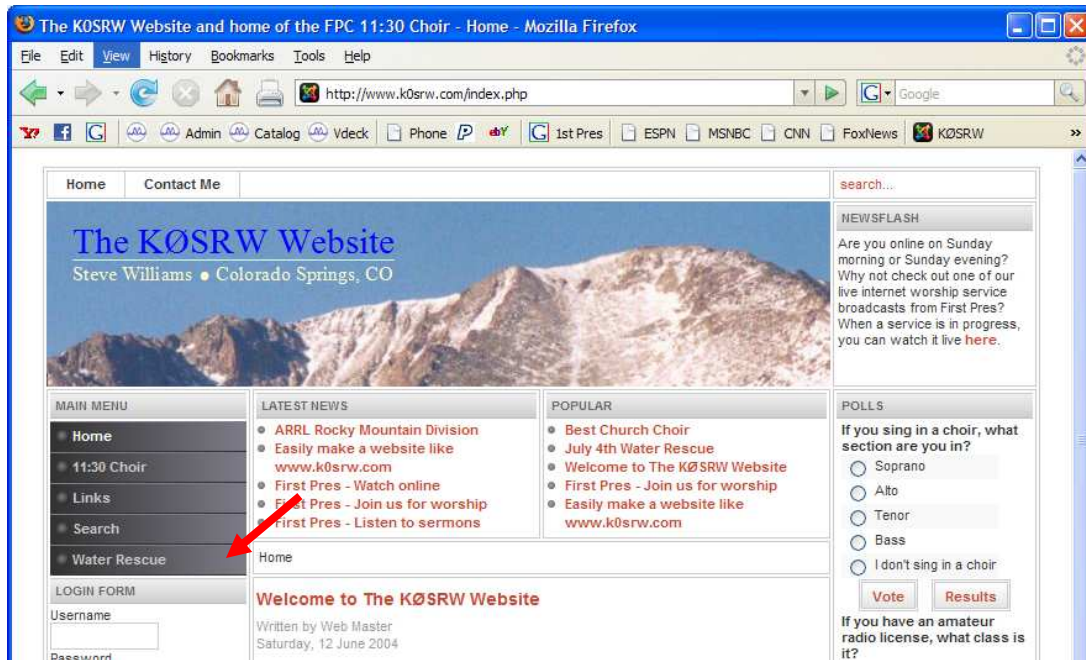 The K0SRW Website and home of the FPC 11:30 Choir - Home - Mozilla Firefox
File Edit View History Bookmarks Tools Help
http://www.k0srw.com/index.php
G Google
Y? f G Admin Catalog Vdeck Phone P ebY G 1st Pres ESPN MSNBC CNN FoxNews KØSRW »
Home Contact Me
search...
The KØSRW Website
Steve Williams ● Colorado Springs, CO
NEWSFLASH
Are you online on Sunday
morning or Sunday evening?
Why not check out one of our
live internet worship service
broadcasts from First Pres?
When a service is in progress,
you can watch it live here.
MAIN MENU
Home
11:30 Choir
Links
Search
Water Rescue
LOGIN FORM
Username
Password
LATEST NEWS
ARRL Rocky Mountain Division
Easily make a website like
www.k0srw.com
First Pres - Watch online
First Pres - Join us for worship
First Pres - Listen to sermons
POPULAR
Best Church Choir
July 4th Water Rescue
Welcome to The KØSRW Website
First Pres - Join us for worship
Easily make a website like
www.k0srw.com
Home
Welcome to The KØSRW Website
Written by Web Master
Saturday, 12 June 2004
POLLS
If you sing in a choir, what
section are you in?
Soprano
Alto
Tenor
Bass
I don't sing in a choir
Vote Results
If you have an amateur
radio license, what class is
it?